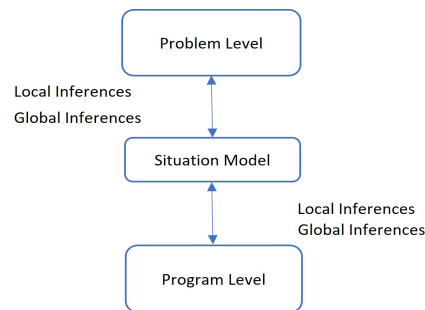 Problem Level
Local Inferences
Global Inferences
Situation Model
Local Inferences
Global Inferences
Program Level